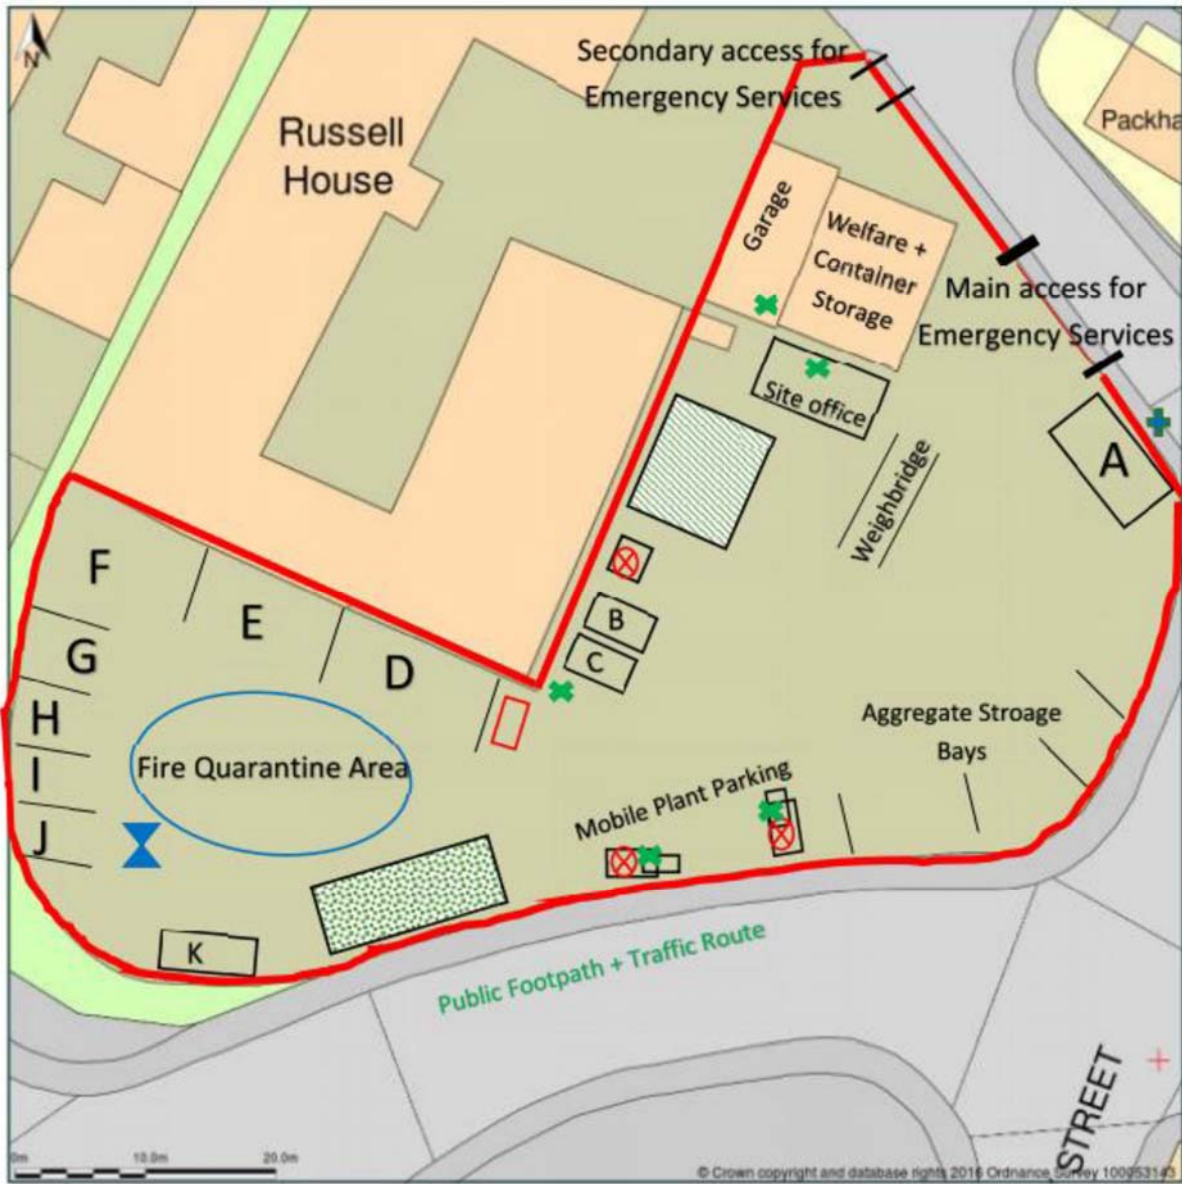 N
Secondary access for
Emergency Services
Russell
House
Packha
Garage
Welfare +
Container
Storage
Main access for
Emergency Services
Site office
Weighbridge
A
B
C
F
E
D
G
H
I
J
Fire Quarantine Area
Aggregate Stroage
Bays
Mobile Plant Parking
K
Public Footpath + Traffic Route
STREET
0m 10.0m 20.0m
© Crown copyright and database rights 2016 Ordnance Survey 100053143